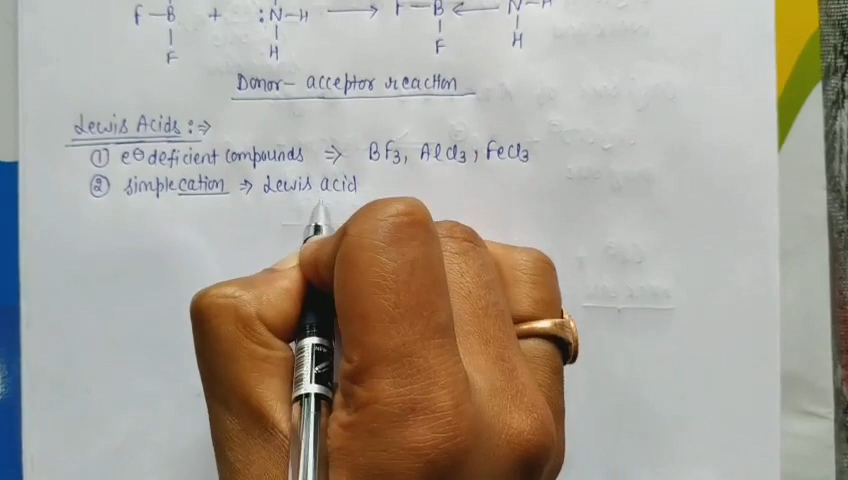 F—B + :N—H ⟶ F—B ⟵ N—H
F H F H
Donor- acceptor reaction
Lewis Acids :⇒
① e⊖ deficient compounds ⇒ BF3, AlCl3, FeCl3
② simple cation ⇒ Lewis acid